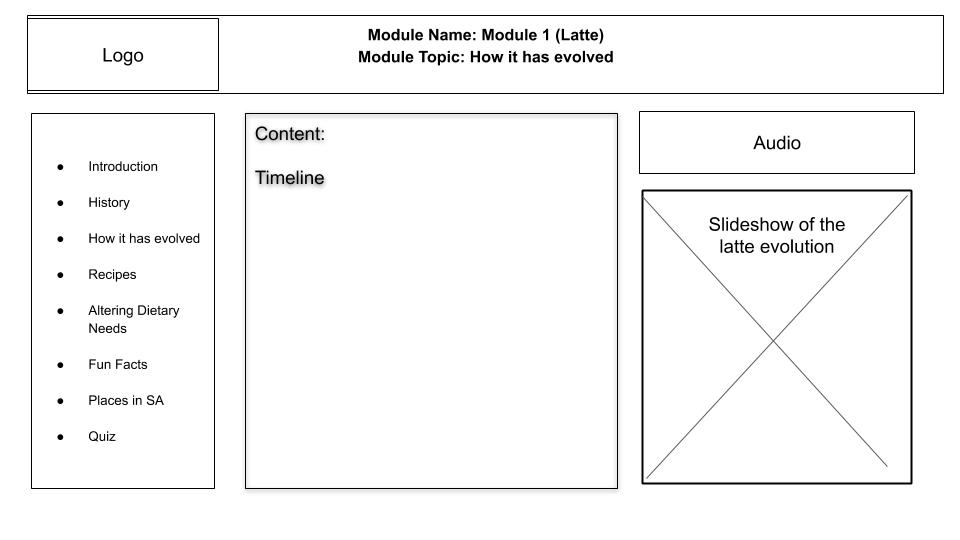 Logo
Module Name: Module 1 (Latte)
Module Topic: How it has evolved
● Introduction
● History
● How it has evolved
● Recipes
● Altering Dietary
Needs
● Fun Facts
● Places in SA
● Quiz
Content:
Timeline
Audio
Slideshow of the
latte evolution